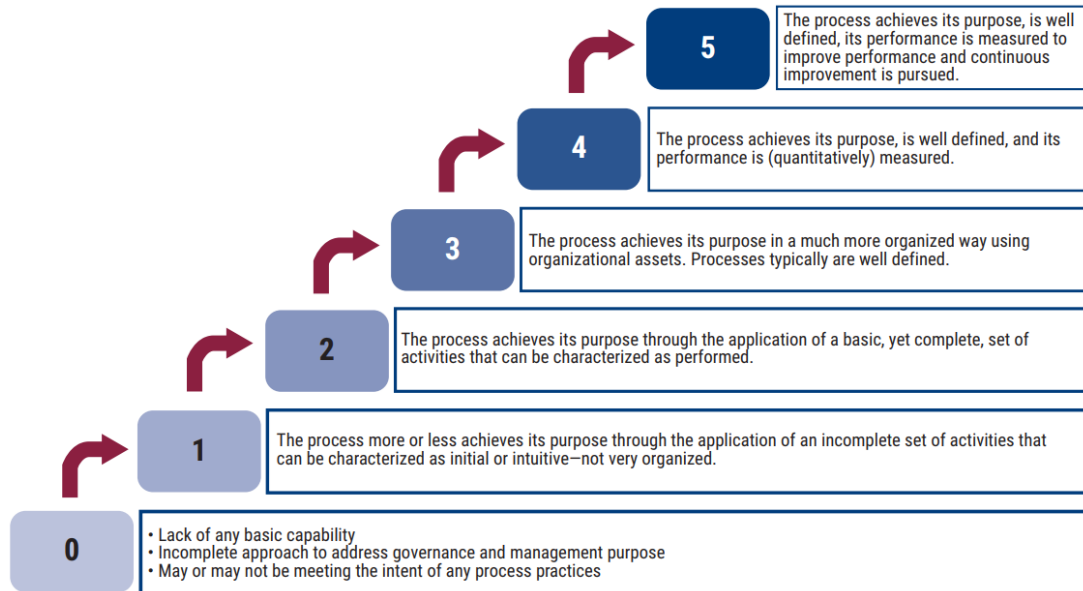 5
The process achieves its purpose, is well
defined, its performance is measured to
improve performance and continuous
improvement is pursued.
4
The process achieves its purpose, is well defined, and its
performance is (quantitatively) measured.
3
The process achieves its purpose in a much more organized way using
organizational assets. Processes typically are well defined.
2
The process achieves its purpose through the application of a basic, yet complete, set of
activities that can be characterized as performed.
1
The process more or less achieves its purpose through the application of an incomplete set of activities that
can be characterized as initial or intuitive—not very organized.
0
• Lack of any basic capability
• Incomplete approach to address governance and management purpose
• May or may not be meeting the intent of any process practices